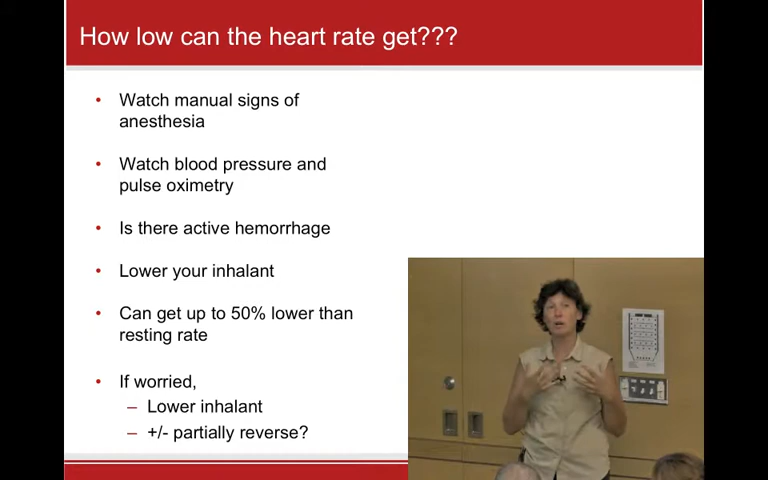 How low can the heart rate get???
• Watch manual signs of
anesthesia
• Watch blood pressure and
pulse oximetry
• Is there active hemorrhage
• Lower your inhalant
• Can get up to 50% lower than
resting rate
• If worried,
– Lower inhalant
– +/- partially reverse?